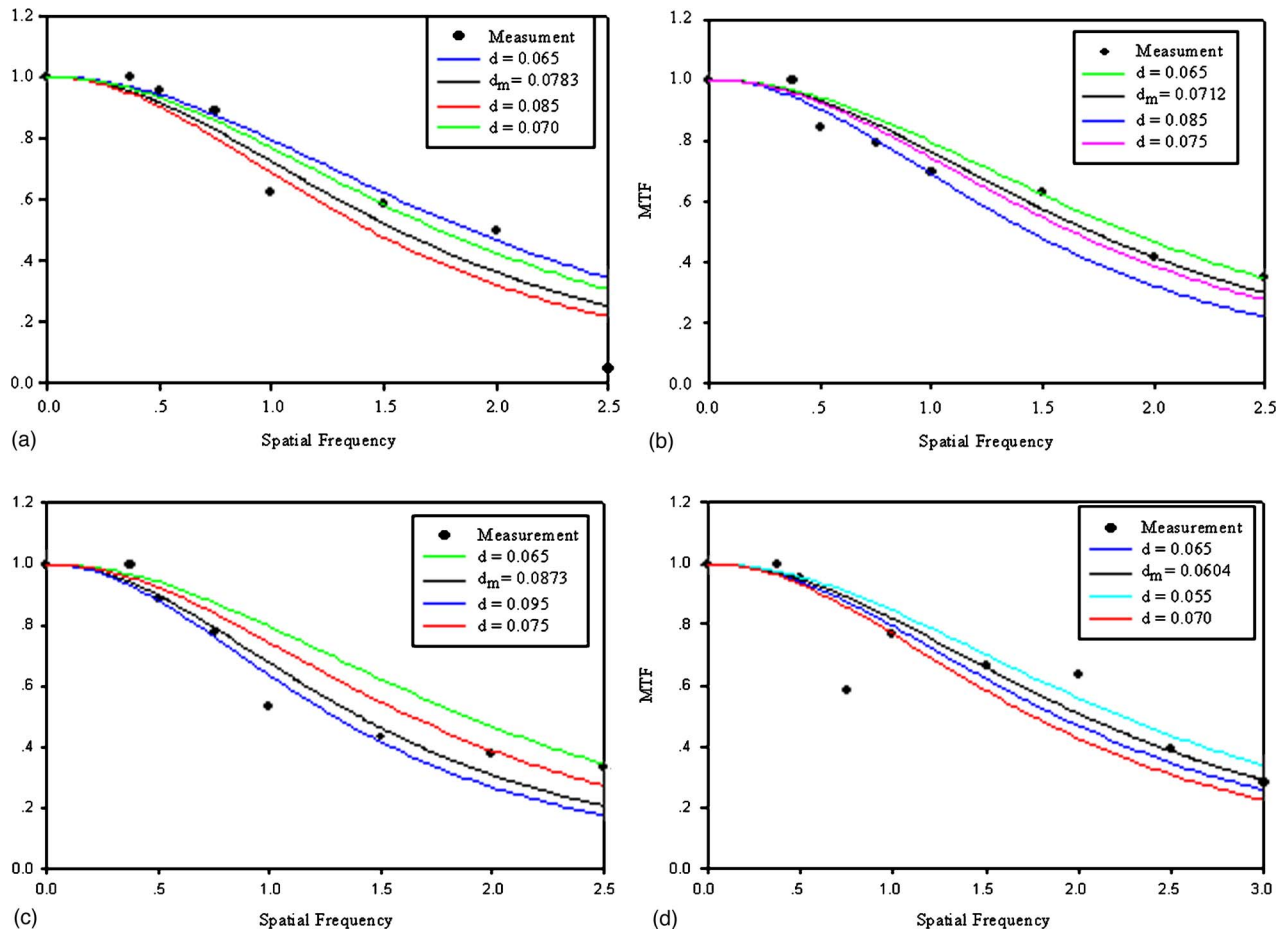 1.2
1.0
.8
.6
.4
.2
0.0
0.0 .5 1.0 1.5 2.0 2.5
Spatial Frequency
(a)
Measument
d = 0.065
dm = 0.0783
d = 0.085
d = 0.070
1.2
1.0
.8
.6
.4
.2
0.0
MTF
0.0 .5 1.0 1.5 2.0 2.5
Spatial Frequency
(b)
Measurement
d = 0.065
dm = 0.0712
d = 0.085
d = 0.075
1.2
1.0
.8
.6
.4
.2
0.0
0.0 .5 1.0 1.5 2.0 2.5
Spatial Frequency
(c)
Measurement
d = 0.065
dm = 0.0873
d = 0.095
d = 0.075
1.2
1.0
.8
.6
.4
.2
0.0
MTF
0.0 .5 1.0 1.5 2.0 2.5 3.0
Spatial Frequency
(d)
Measurement
d = 0.065
dm = 0.0604
d = 0.055
d = 0.070